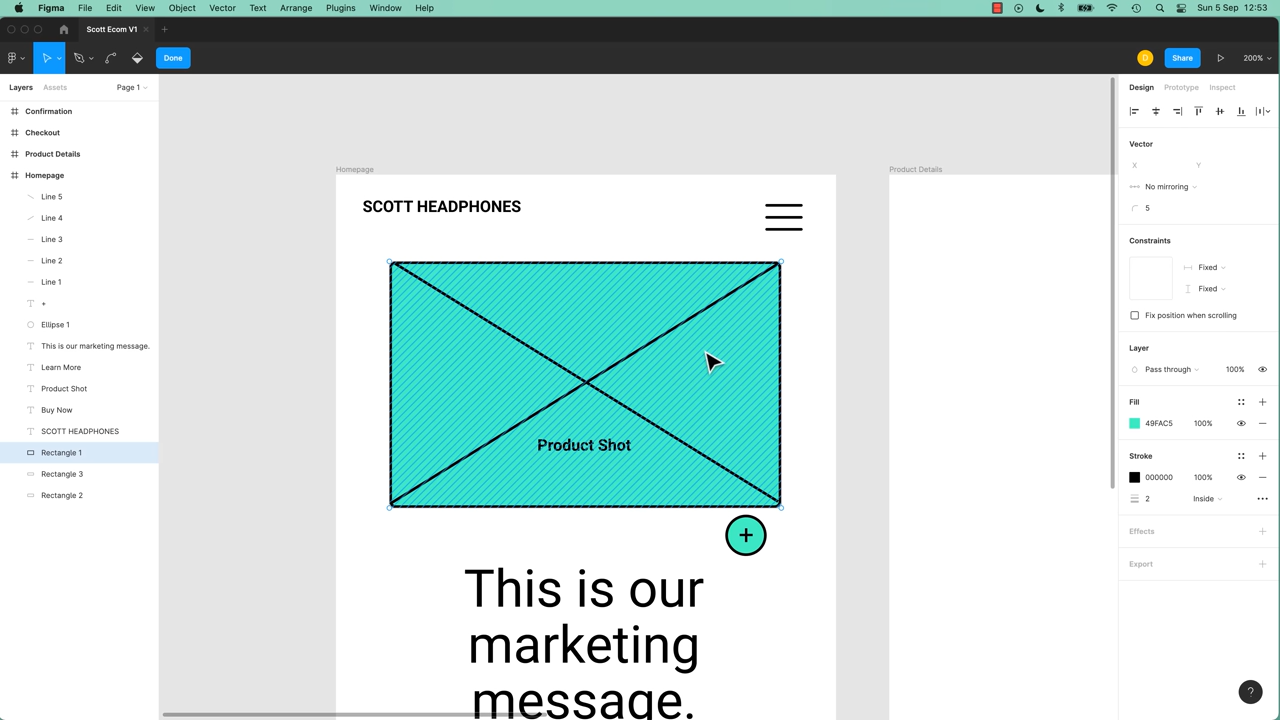 Figma File Edit View Object Vector Text Arrange Plugins Window Help Sun 5 Sep 12:53
Scott Ecom V1
Done D Share 200%
Layers Assets Page 1
Confirmation
Checkout
Product Details
Homepage
Line 5
Line 4
Line 3
Line 2
Line 1
+
Ellipse 1
This is our marketing message.
Learn More
Product Shot
Buy Now
SCOTT HEADPHONES
Rectangle 1
Rectangle 3
Rectangle 2
Homepage
SCOTT HEADPHONES
Product Shot
+
This is our
marketing
message.
Product Details
Design Prototype Inspect
Vector
X Y
No mirroring
5
Constraints
Fixed
Fixed
Fix position when scrolling
Layer
Pass through 100%
Fill
49FAC5 100%
Stroke
000000 100%
2 Inside
Effects
Export
?